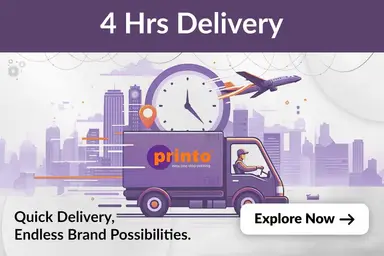 4 Hrs Delivery
printo
Quick Delivery,
Endless Brand Possibilities.
Explore Now →